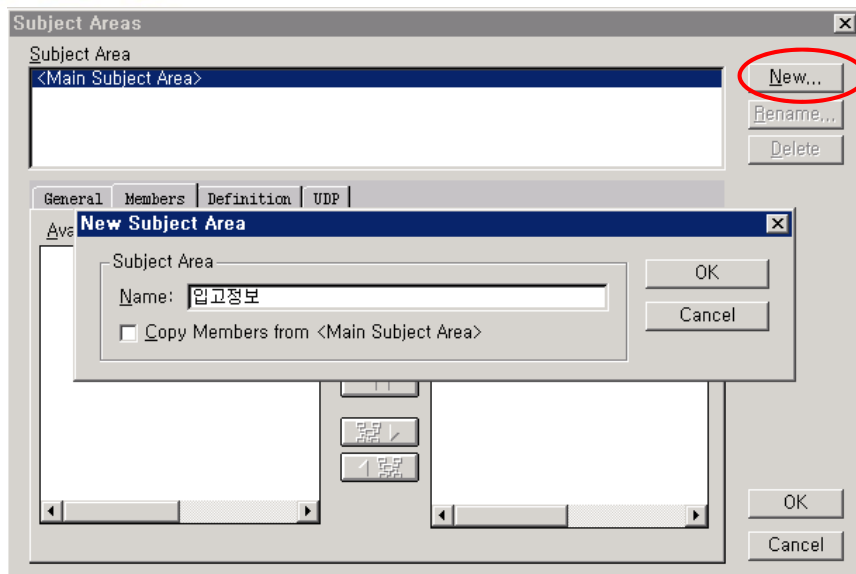 Subject Areas
Subject Area
<Main Subject Area>
New...
Rename...
Delete
General Members Definition UDP
New Subject Area
Subject Area
Name: 입고정보
Copy Members from <Main Subject Area>
OK
Cancel
OK
Cancel